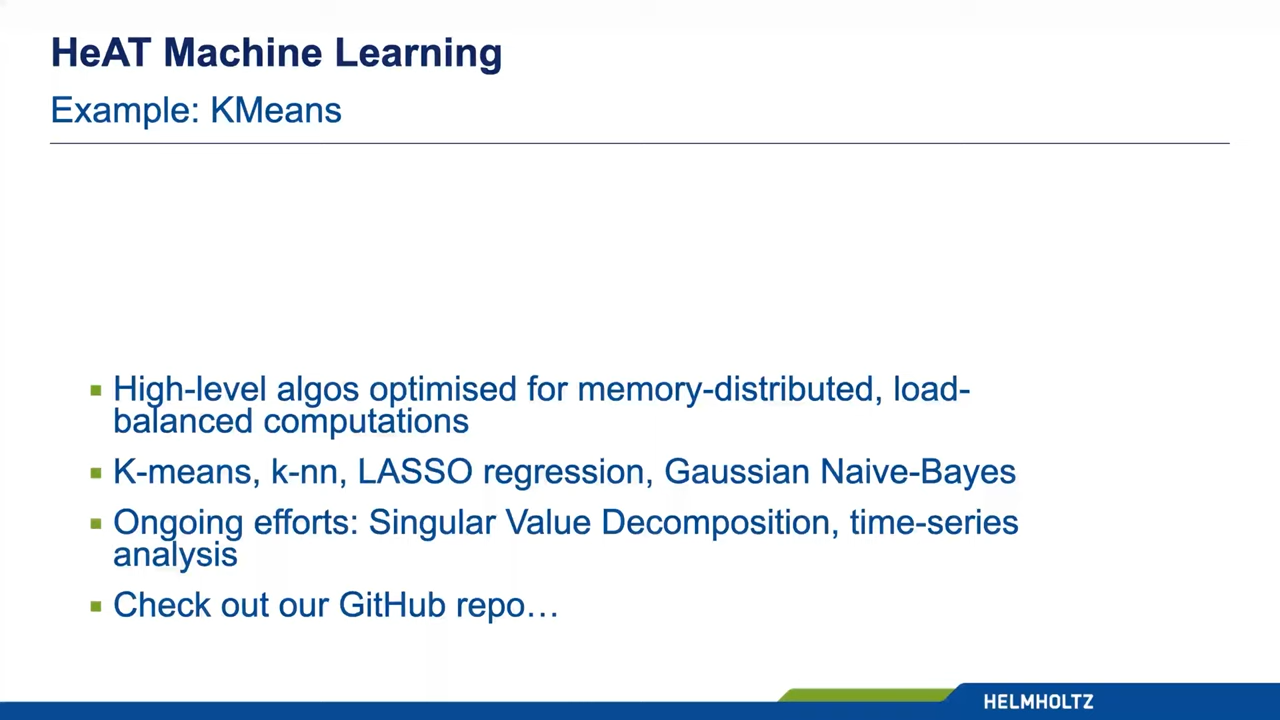 HeAT Machine Learning
Example: KMeans
High-level algos optimised for memory-distributed, load-
balanced computations
K-means, k-nn, LASSO regression, Gaussian Naive-Bayes
Ongoing efforts: Singular Value Decomposition, time-series
analysis
Check out our GitHub repo…
HELMHOLTZ